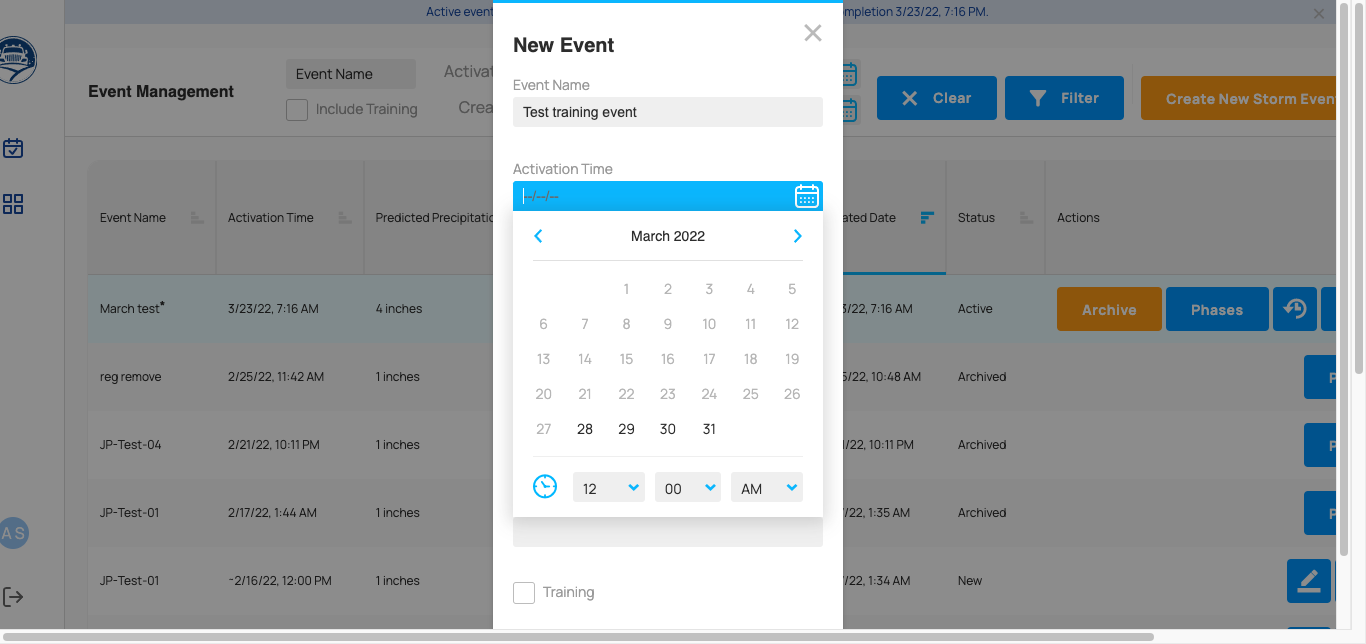 Active event
mpletion 3/23/22, 7:16 PM.
New Event
Event Management
Event Name
Include Training
Clear
Filter
Create New Storm Even
Event Name
Test training event
Activation Time
--/--/--
March 2022
1 2 3 4 5
6 7 8 9 10 11 12
13 14 15 16 17 18 19
20 21 22 23 24 25 26
27 28 29 30 31
12 00 AM
Training
Event Name Activation Time Predicted Precipitatio ated Date Status Actions
March test* 3/23/22, 7:16 AM 4 inches 3/22, 7:16 AM Active Archive Phases
reg remove 2/25/22, 11:42 AM 1 inches 5/22, 10:48 AM Archived P
JP-Test-04 2/21/22, 10:11 PM 1 inches 1/22, 10:11 PM Archived P
JP-Test-01 2/17/22, 1:44 AM 1 inches 7/22, 1:35 AM Archived P
JP-Test-01 ~2/16/22, 12:00 PM 1 inches 7/22, 1:34 AM New
AS